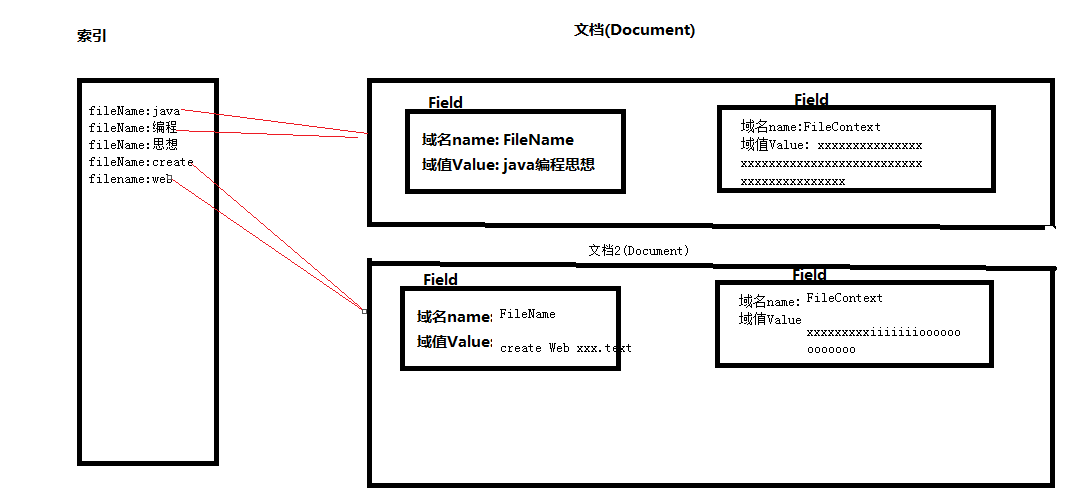 索引
文档(Document)
fileName:java
fileName:编程
fileName:思想
fileName:create
filename:web
Field
域名name: FileName
域值Value: java编程思想
Field
域名name:FileContext
域值Value: xxxxxxxxxxxxxxx
xxxxxxxxxxxxxxxxxxxxxxxxxx
xxxxxxxxxxxxxxx
文档2(Document)
Field
域名name: FileName
域值Value:
create Web xxx.text
Field
域名name: FileContext
域值Value
xxxxxxxxxiiiiiiioooooo
ooooooo